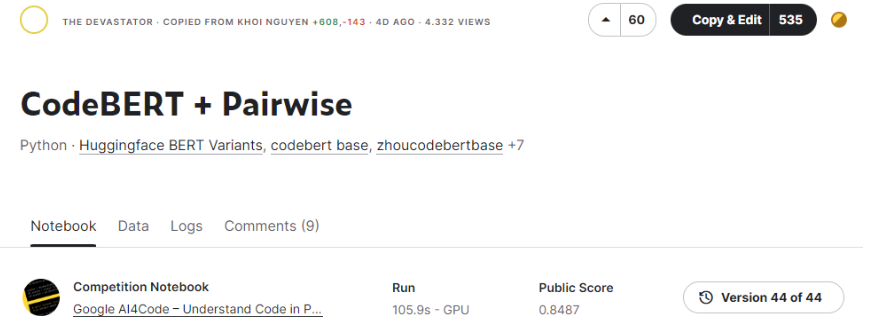 THE DEVASTATOR · COPIED FROM KHOI NGUYEN +608,-143 · 4D AGO · 4.332 VIEWS
60
Copy & Edit 535
CodeBERT + Pairwise
Python · Huggingface BERT Variants, codebert base, zhoucodebertbase +7
Notebook Data Logs Comments (9)
Competition Notebook
Google AI4Code – Understand Code in P...
Run
105.9s - GPU
Public Score
0.8487
Version 44 of 44